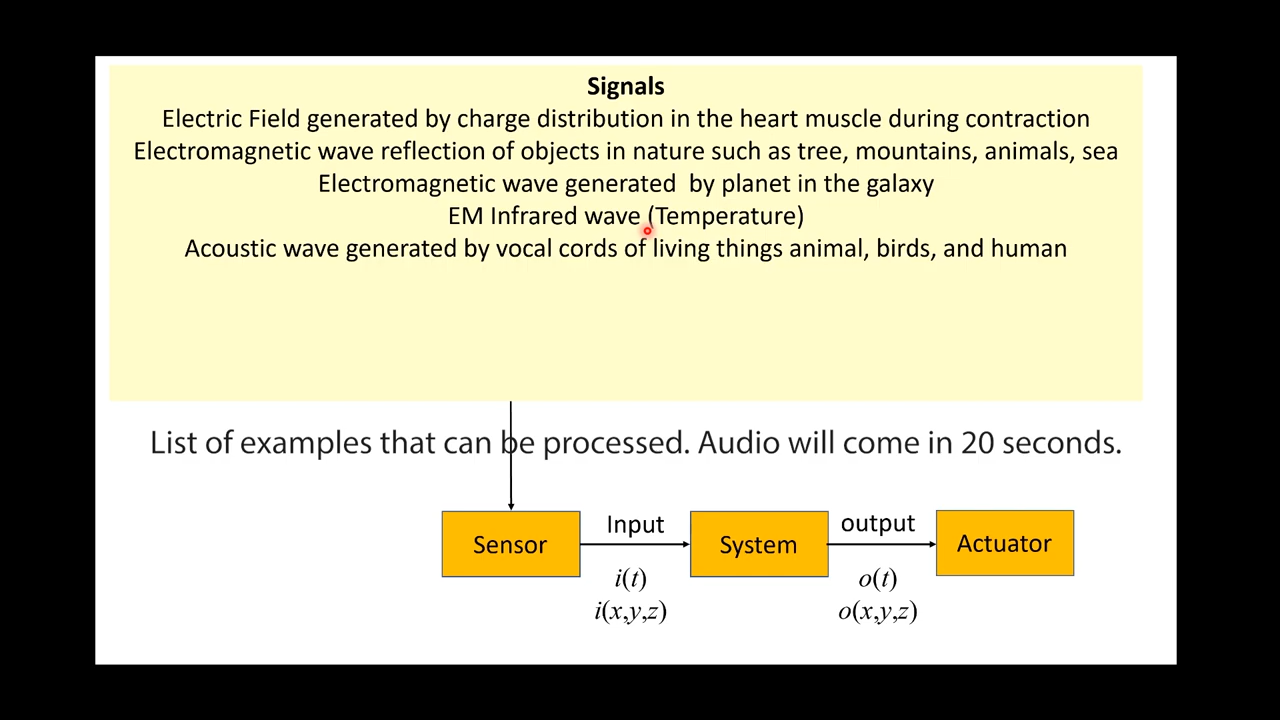 Signals
Electric Field generated by charge distribution in the heart muscle during contraction
Electromagnetic wave reflection of objects in nature such as tree, mountains, animals, sea
Electromagnetic wave generated  by planet in the galaxy
EM Infrared wave (Temperature)
Acoustic wave generated by vocal cords of living things animal, birds, and human
List of examples that can be processed. Audio will come in 20 seconds.
Sensor
Input
i(t)
i(x,y,z)
System
output
o(t)
o(x,y,z)
Actuator